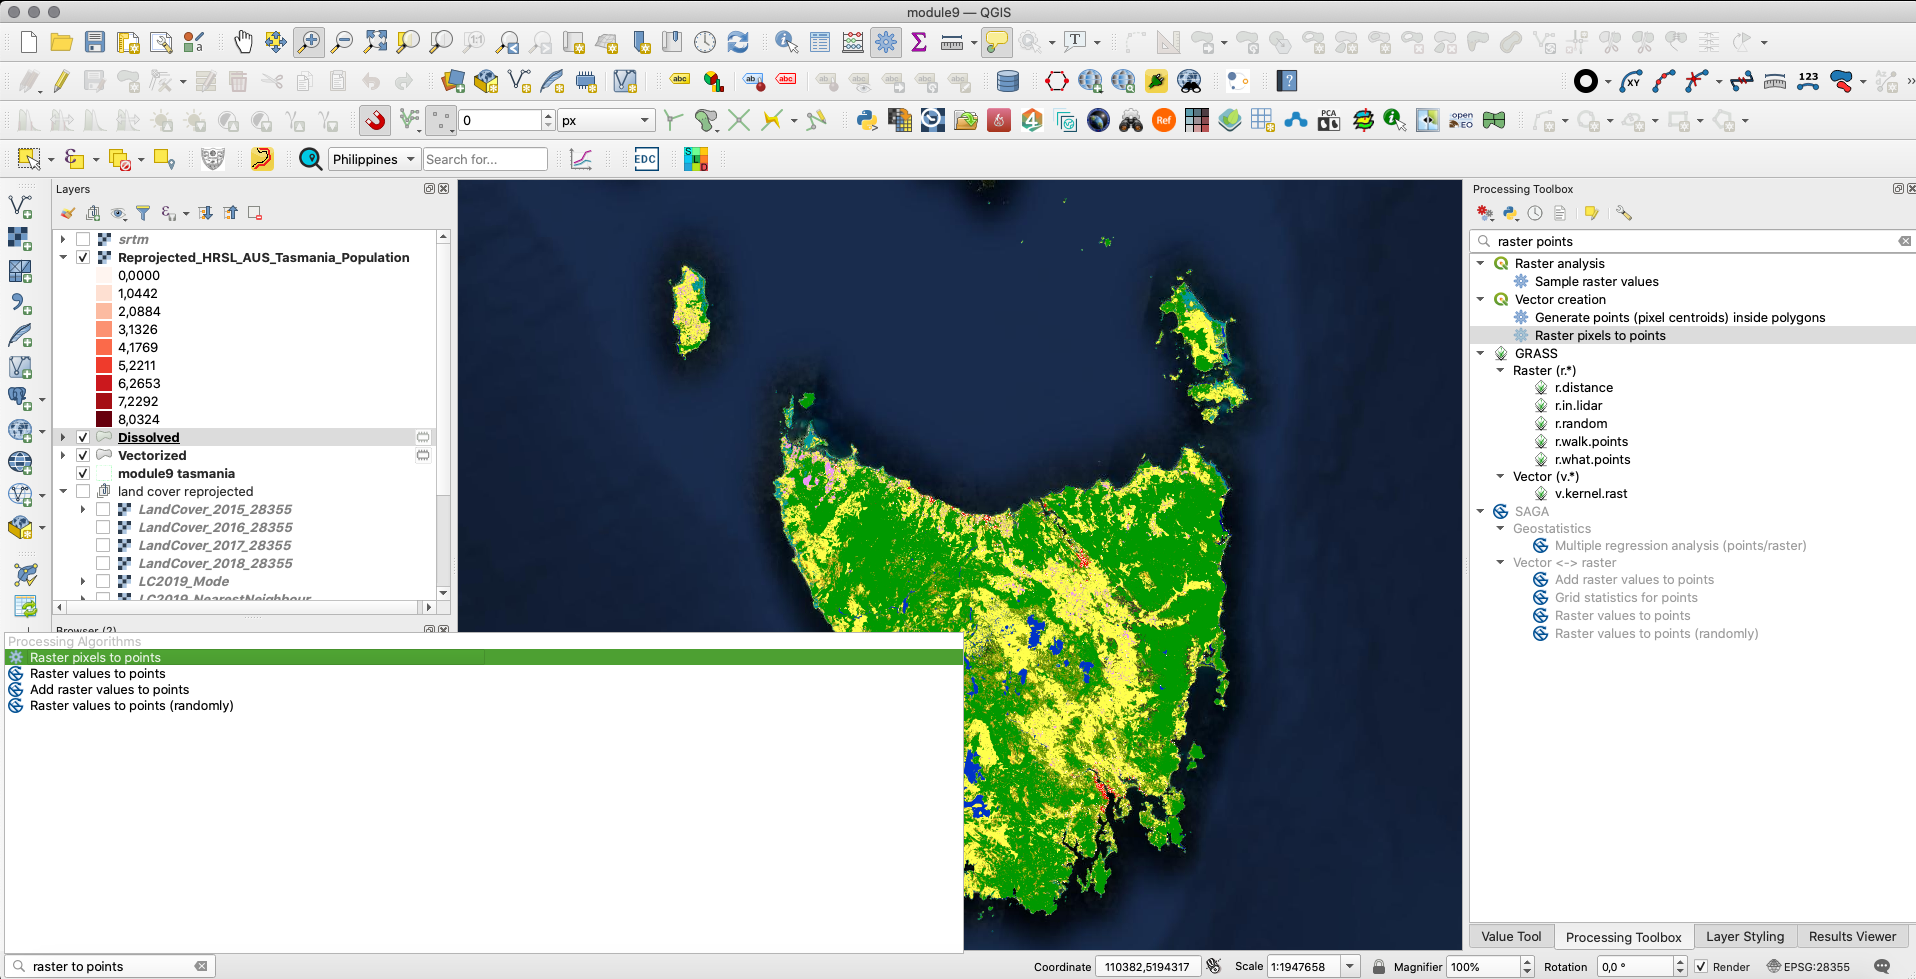 module9 — QGIS
0
px
Philippines
Search for...
EDC
Layers
srtm
Reprojected_HRSL_AUS_Tasmania_Population
0,0000
1,0442
2,0884
3,1326
4,1769
5,2211
6,2653
7,2292
8,0324
Dissolved
Vectorized
module9 tasmania
land cover reprojected
LandCover_2015_28355
LandCover_2016_28355
LandCover_2017_28355
LandCover_2018_28355
LC2019_Mode
LC2019_NearestNeighbour
Browser (2)
Processing Algorithms
Raster pixels to points
Raster values to points
Add raster values to points
Raster values to points (randomly)
raster to points
Processing Toolbox
raster points
Raster analysis
Sample raster values
Vector creation
Generate points (pixel centroids) inside polygons
Raster pixels to points
GRASS
Raster (r.*)
r.distance
r.in.lidar
r.random
r.walk.points
r.what.points
Vector (v.*)
v.kernel.rast
SAGA
Geostatistics
Multiple regression analysis (points/raster)
Vector <-> raster
Add raster values to points
Grid statistics for points
Raster values to points
Raster values to points (randomly)
Value Tool
Processing Toolbox
Layer Styling
Results Viewer
Coordinate 110382,5194317
Scale 1:1947658
Magnifier 100%
Rotation 0,0 °
Render
EPSG:28355